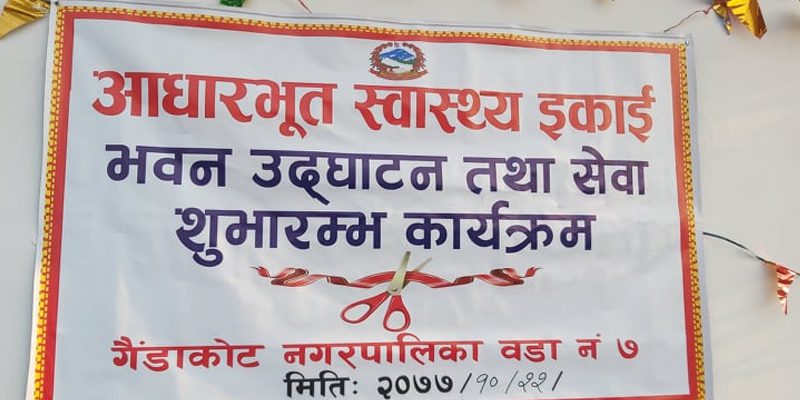 आधारभूत स्वास्थ्य इकाई
भवन उद्‌घाटन तथा सेवा
शुभारम्भ कार्यक्रम
गैंडाकोट नगरपालिका वडा नं ७
मितिः २०७७/१०/२२/